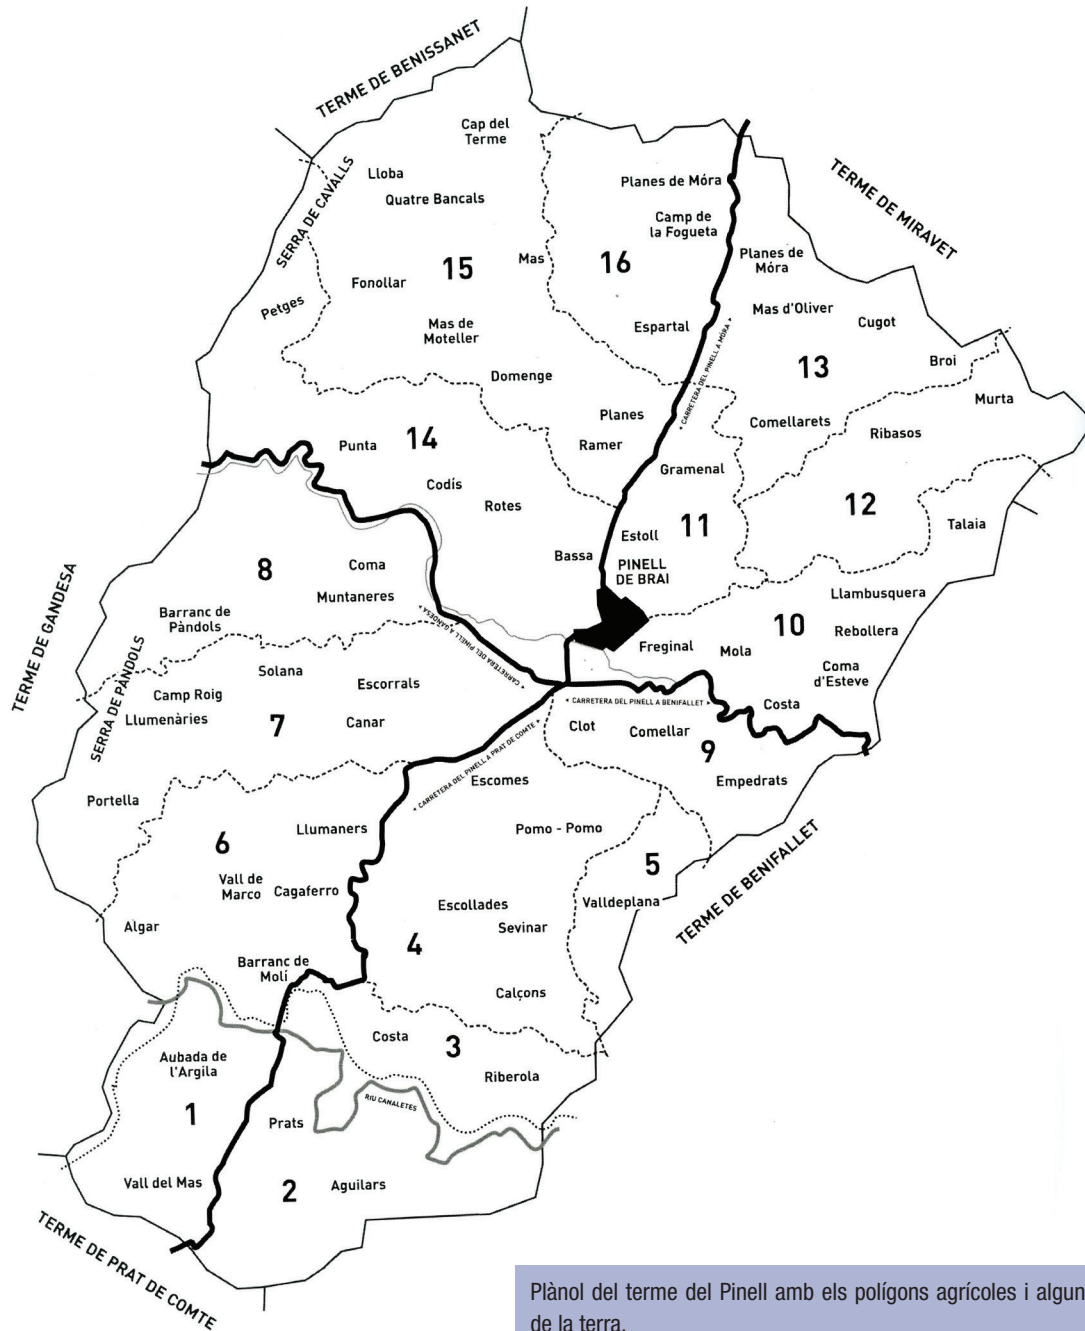 TERME DE BENISSANET
Cap del
Terme
Lloba
Quatre Bancals
SERRA DE CAVALLS
15
Mas
Fonollar
Petges
Mas de
Moteller
Domenge
Planes de Móra
Camp de
la Fogueta
16
Espartal
TERME DE MIRAVET
Planes de
Móra
Mas d'Oliver
Cugot
13
Broi
Comellarets
CARRETERA DEL PINELL A MÓRA
Murta
Ribasos
12
Talaia
Planes
Ramer
Gramenal
11
Estoll
Punta
14
Codís
Rotes
Bassa
PINELL
DE BRAI
8
Coma
Muntaneres
Barranc de
Pàndols
CARRETERA DEL PINELL A GANDESA
TERME DE GANDESA
SERRA DE PÀNDOLS
Llambusquera
10
Rebollera
Freginal
Mola
Coma
d'Esteve
Costa
CARRETERA DEL PINELL A BENIFALLET
Solana
Camp Roig
Escorrals
Llumenàries
7
Canar
Clot
Comellar
9
Empedrats
CARRETERA DEL PINELL A PRAT DE COMTE
Escomes
Portella
Llumaners
6
Pomo - Pomo
5
Vall de
Marco
Cagaferro
Valldeplana
TERME DE BENIFALLET
Escollades
Sevinar
Algar
4
Barranc de
Molí
Calçons
Costa
3
Riberola
Aubada de
l'Argila
1
Prats
RIU CANALETES
Vall del Mas
2
Aguilars
TERME DE PRAT DE COMTE
Plànol del terme del Pinell amb els polígons agrícoles i algun
de la terra.